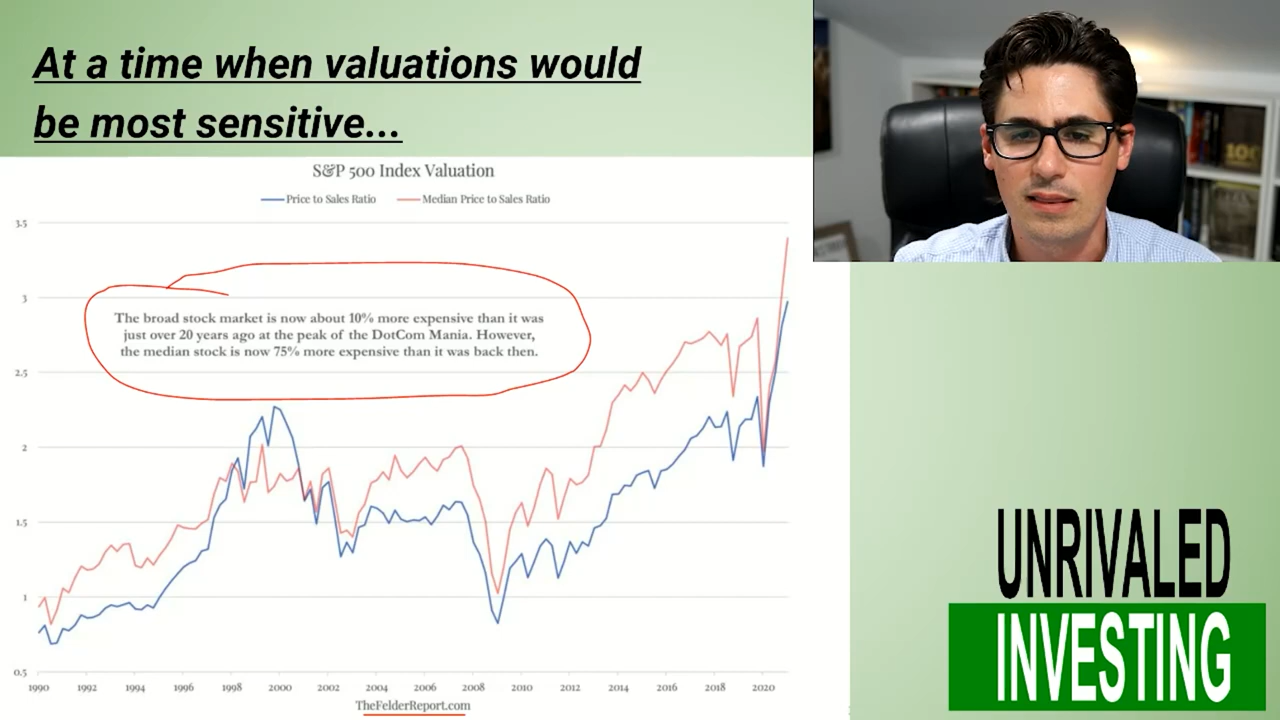 At a time when valuations would
be most sensitive...
S&P 500 Index Valuation
Price to Sales Ratio
Median Price to Sales Ratio
3.5
3
The broad stock market is now about 10% more expensive than it was
just over 20 years ago at the peak of the DotCom Mania. However,
the median stock is now 75% more expensive than it was back then.
2.5
2
1.5
1
0.5
1990 1992 1994 1996 1998 2000 2002 2004 2006 2008 2010 2012 2014 2016 2018 2020
TheFelderReport.com
UNRIVALED
INVESTING